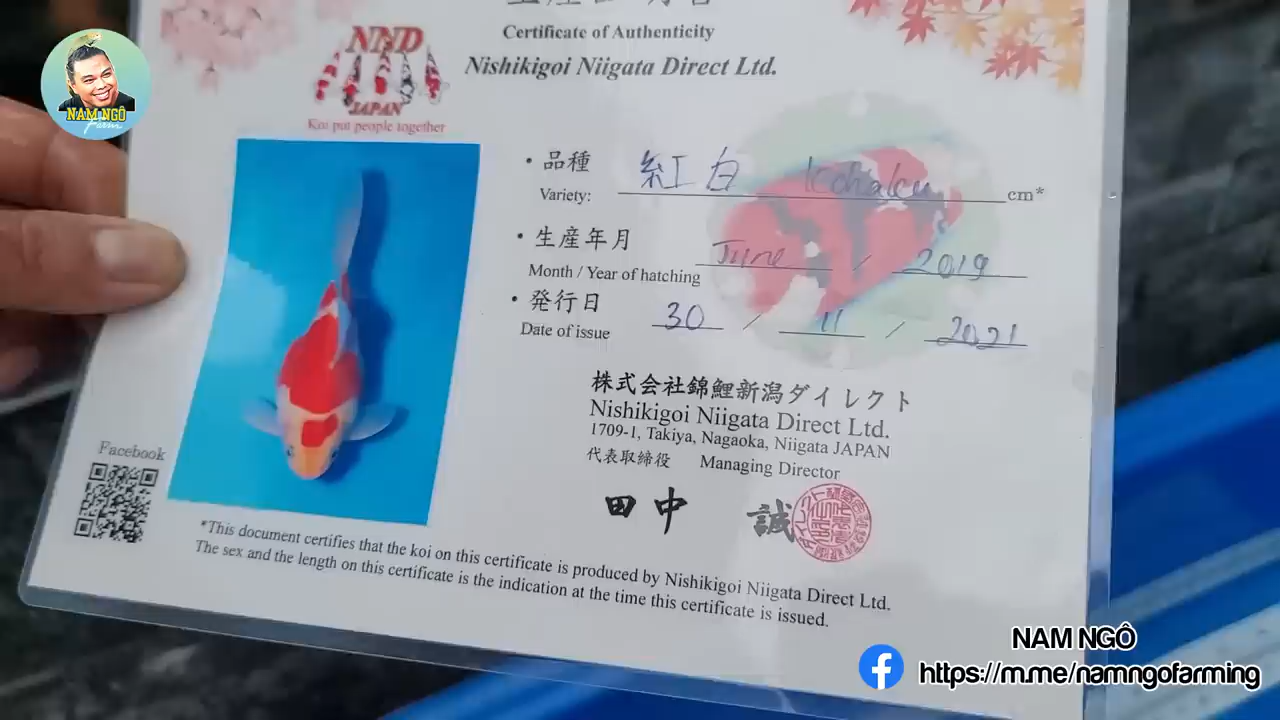 Certificate of Authenticity
Nishikigoi Niigata Direct Ltd.
NND
JAPAN
Koi put people together
NAM NGÔ
Farm
・品種 紅白 Kohaku
Variety: cm*
・生産年月 June / 2019
Month / Year of hatching
・発行日 30 / 11 / 2021
Date of issue
株式会社錦鯉新潟ダイレクト
Nishikigoi Niigata Direct Ltd.
1709-1, Takiya, Nagaoka, Niigata JAPAN
代表取締役 Managing Director
田中 誠
Facebook
*This document certifies that the koi on this certificate is produced by Nishikigoi Niigata Direct Ltd.
The sex and the length on this certificate is the indication at the time this certificate is issued.
NAM NGÔ
https://m.me/namngofarming